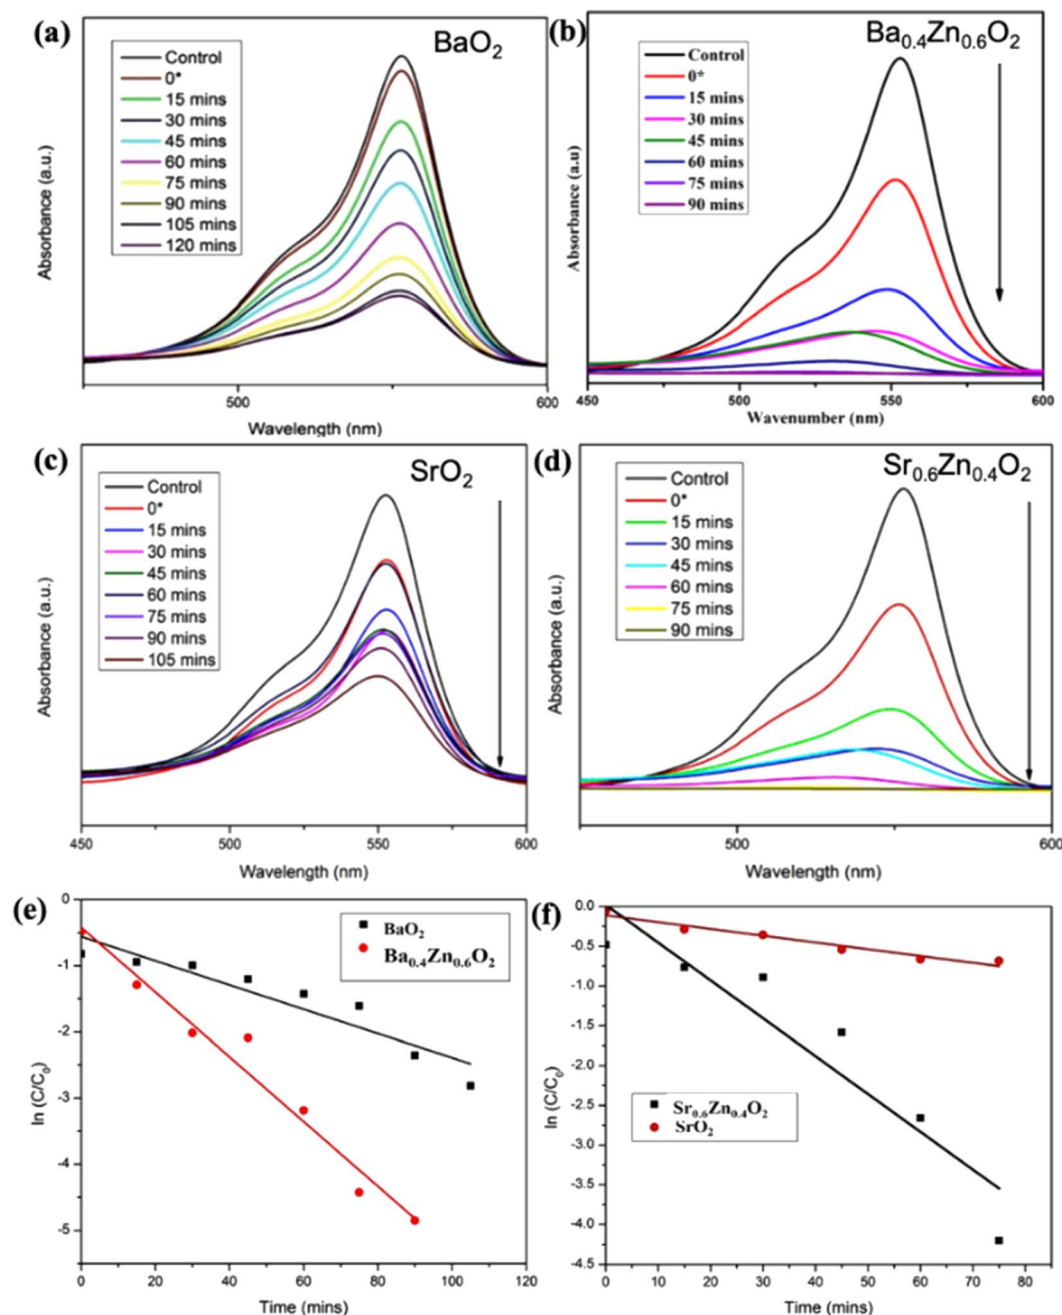 (a)
BaO2
Control
0*
15 mins
30 mins
45 mins
60 mins
75 mins
90 mins
105 mins
120 mins
Absorbance (a.u.)
500
600
Wavelength (nm)
(b)
Ba0.4Zn0.6O2
Control
0*
15 mins
30 mins
45 mins
60 mins
75 mins
90 mins
Absorbance (a.u)
450
500
550
600
Wavenumber (nm)
(c)
SrO2
Control
0*
15 mins
30 mins
45 mins
60 mins
75 mins
90 mins
105 mins
Absorbance (a.u.)
450
500
550
600
Wavelength (nm)
(d)
Sr0.6Zn0.4O2
Control
0*
15 mins
30 mins
45 mins
60 mins
75 mins
90 mins
Absorbance (a.u.)
500
600
Wavelength (nm)
(e)
BaO2
Ba0.4Zn0.6O2
ln (C/C0)
0
-1
-2
-3
-4
-5
0
20
40
60
80
100
120
Time (mins)
(f)
Sr0.6Zn0.4O2
SrO2
ln (C/C0)
0.0
-0.5
-1.0
-1.5
-2.0
-2.5
-3.0
-3.5
-4.0
-4.5
0
10
20
30
40
50
60
70
80
Time (mins)